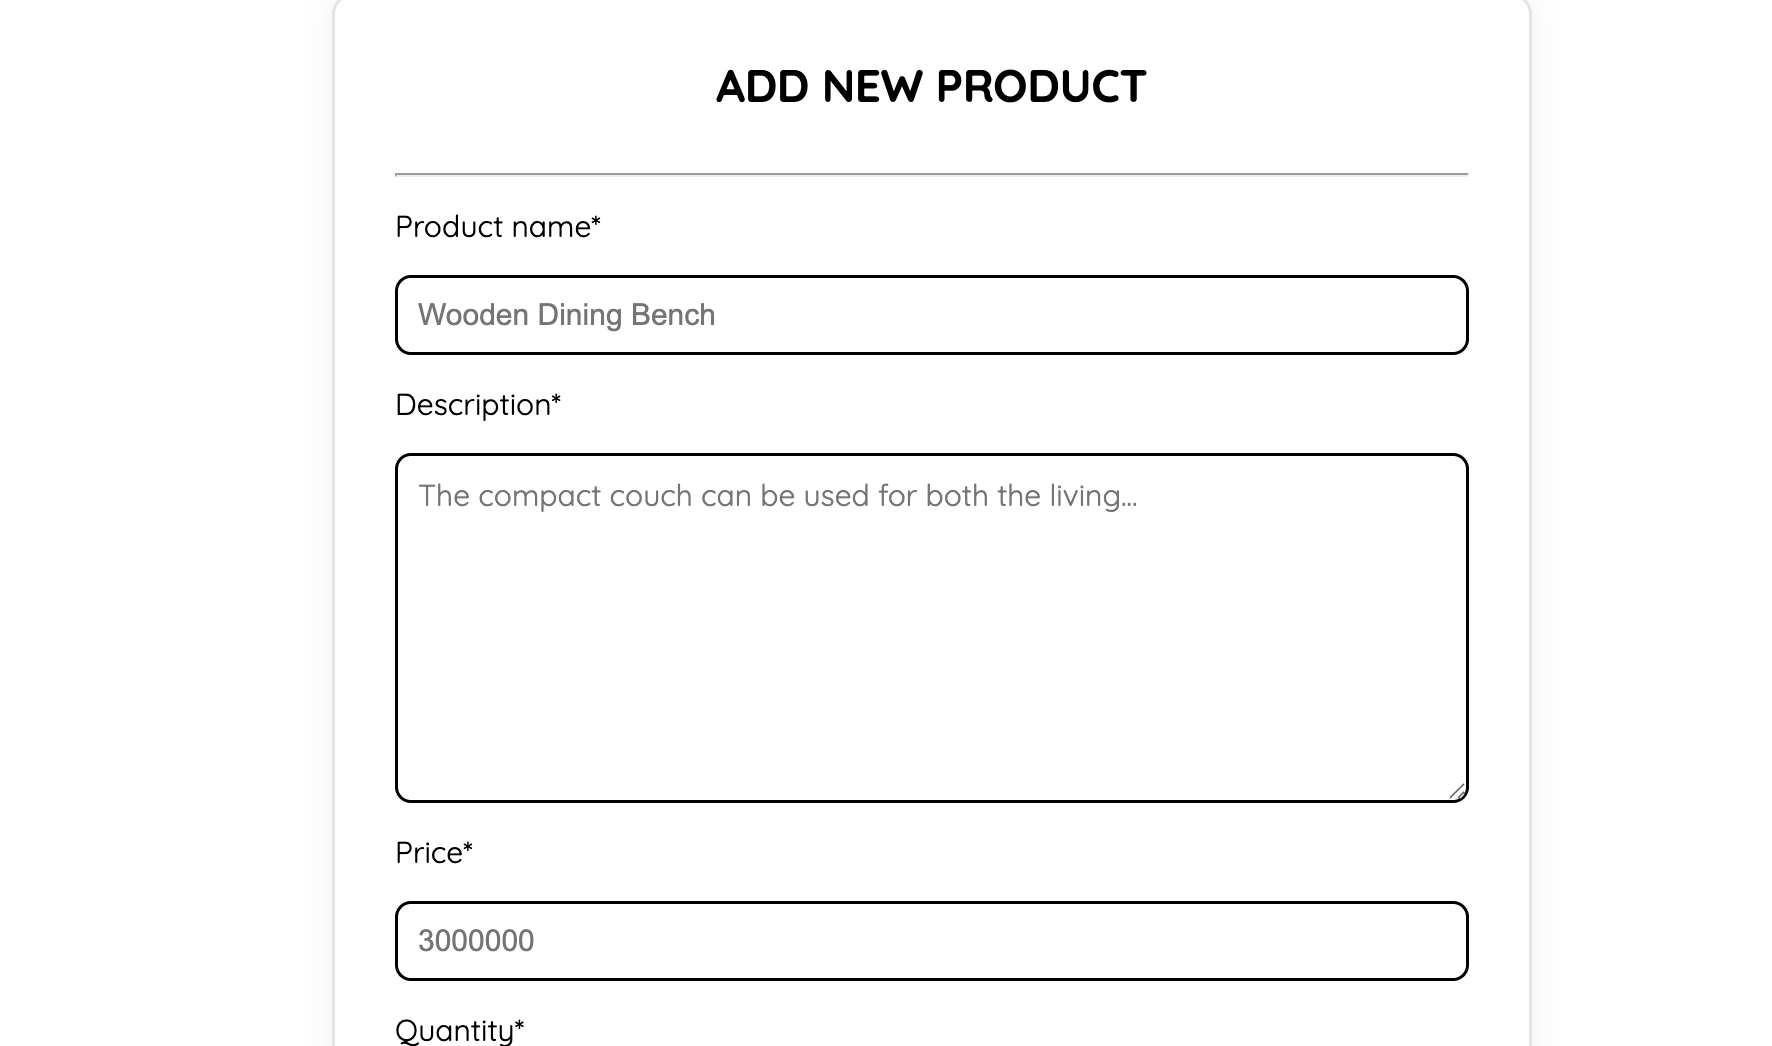 ADD NEW PRODUCT
Product name*
Wooden Dining Bench
Description*
The compact couch can be used for both the living...
Price*
3000000
Quantity*